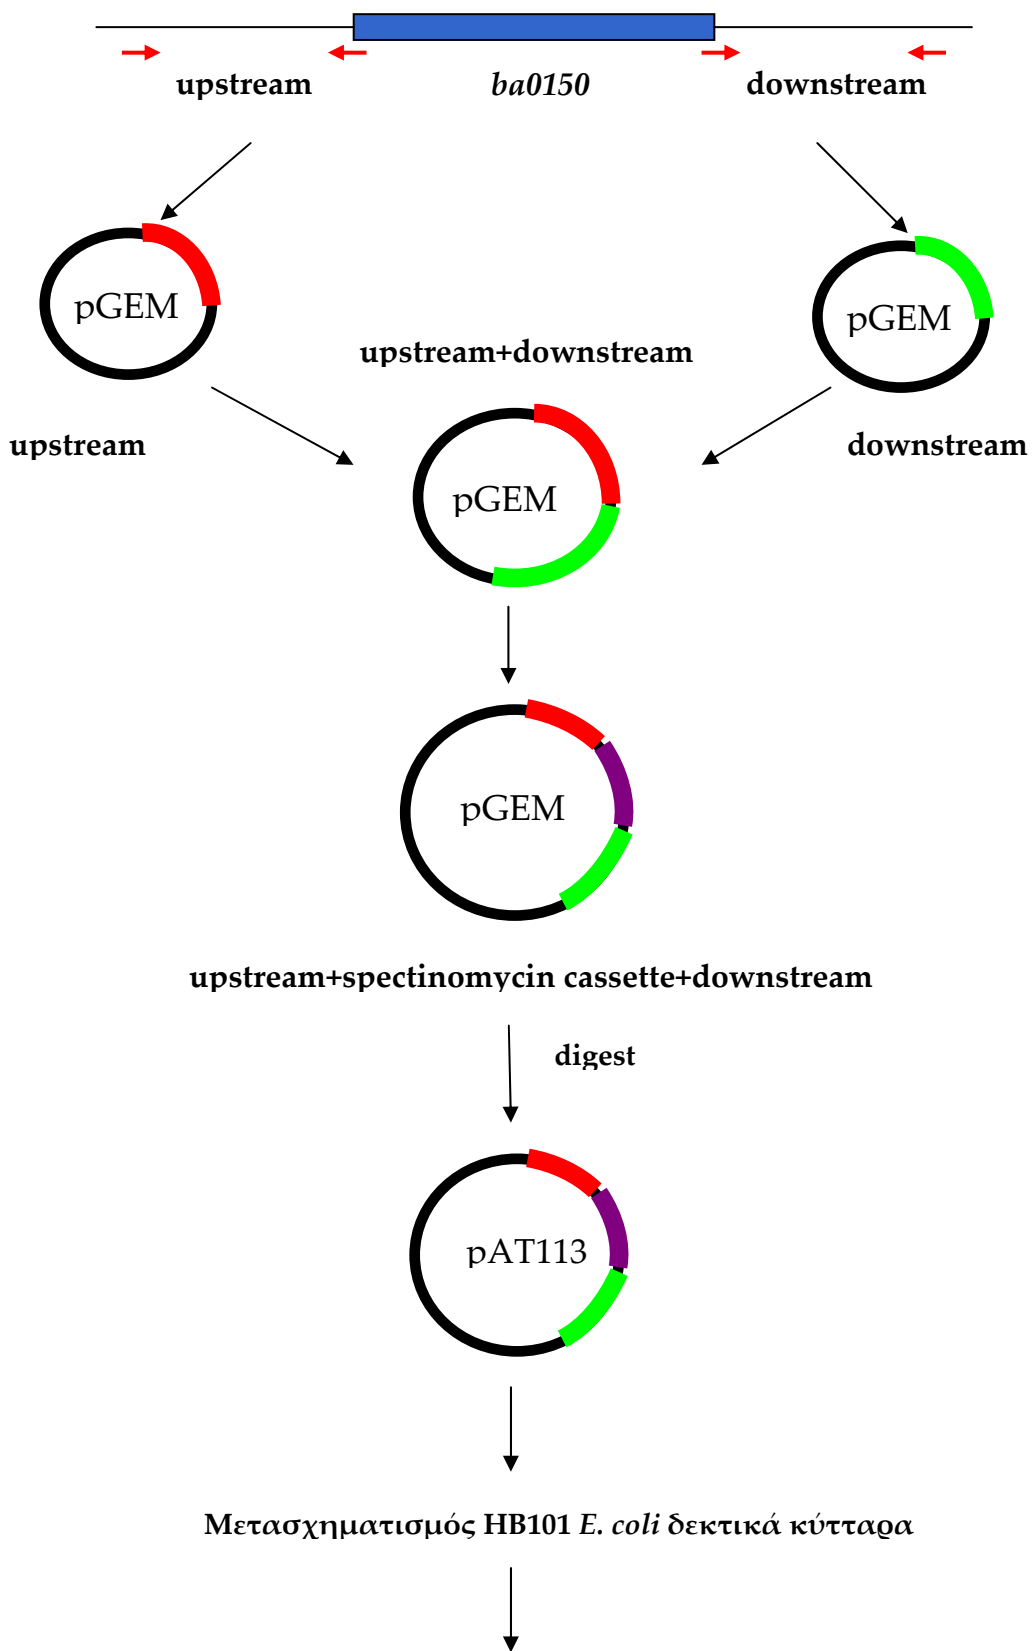 upstream ba0150 downstream
pGEM
pGEM
upstream+downstream
upstream
downstream
pGEM
pGEM
upstream+spectinomycin cassette+downstream
digest
pAT113
Μετασχηματισμός HB101 E. coli δεκτικά κύτταρα